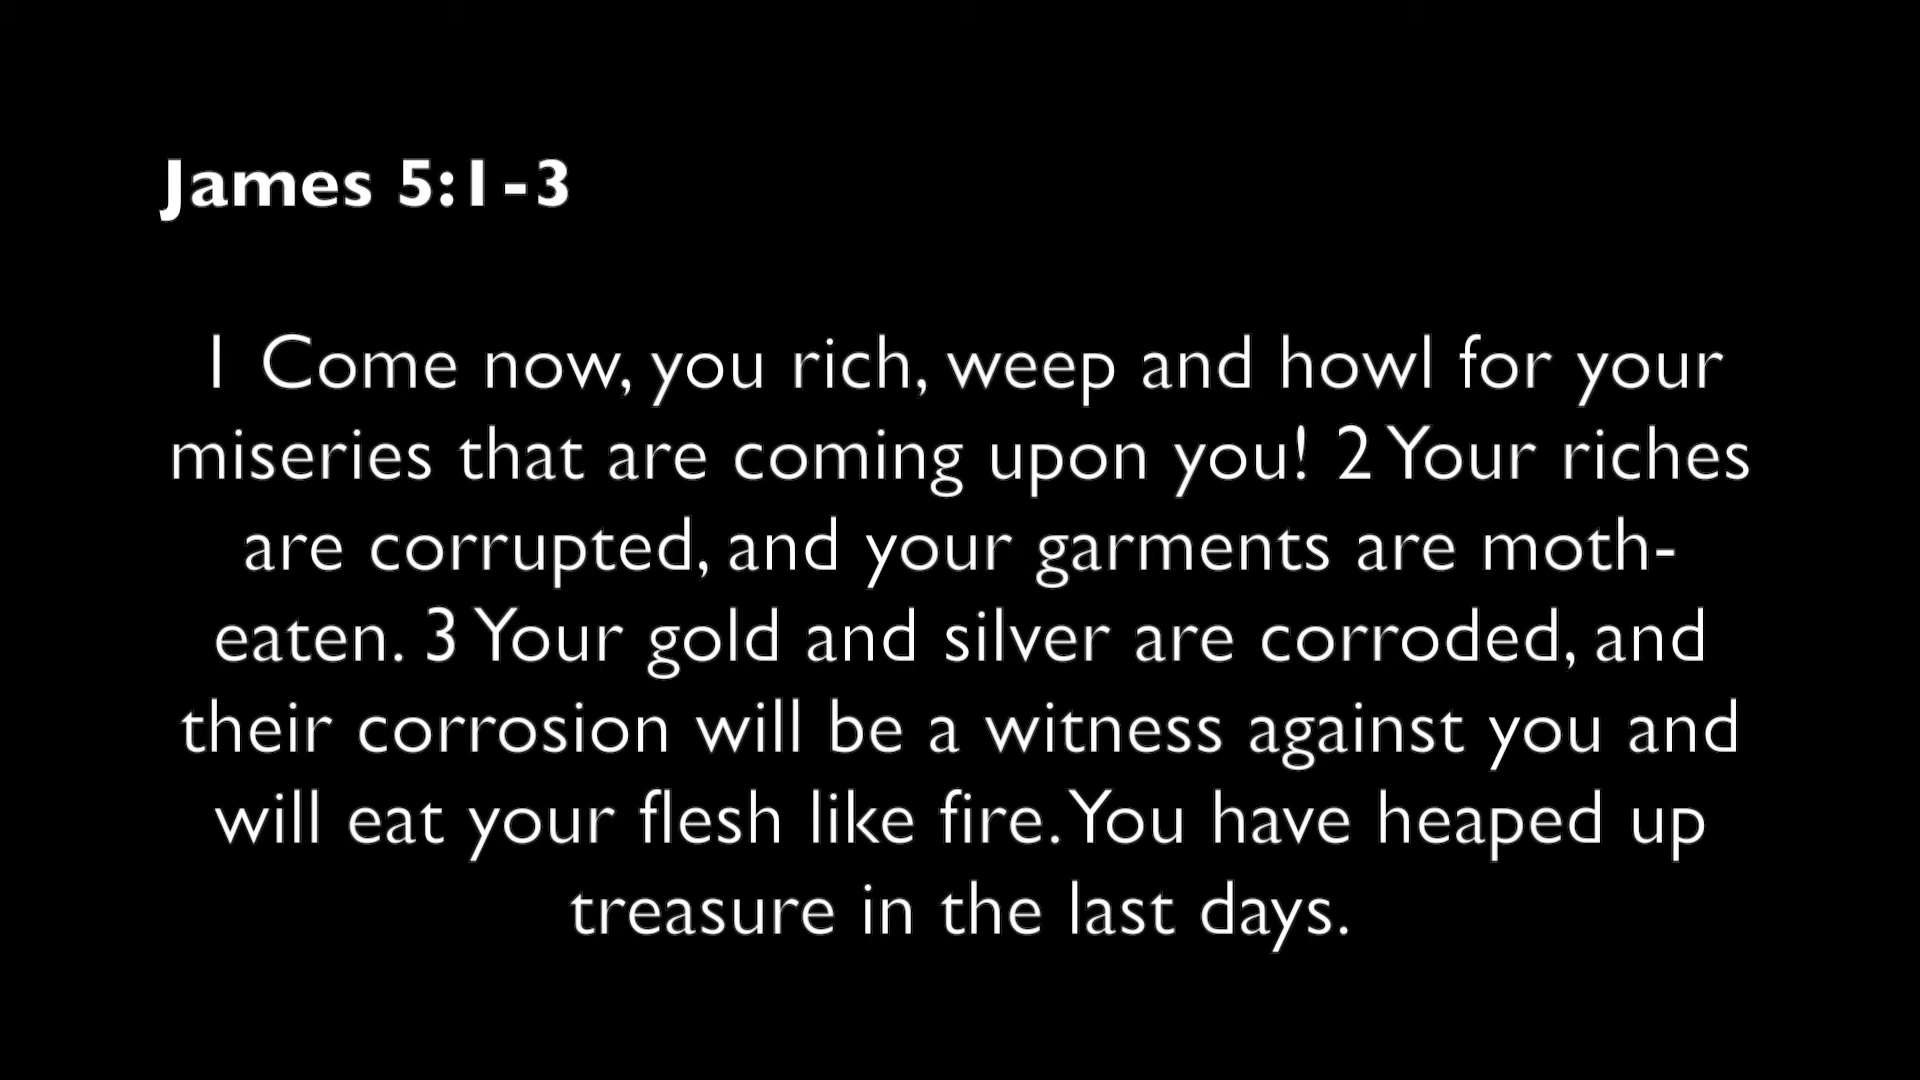 James 5:1-3
1 Come now, you rich, weep and howl for your
miseries that are coming upon you! 2 Your riches
are corrupted, and your garments are moth-
eaten. 3 Your gold and silver are corroded, and
their corrosion will be a witness against you and
will eat your flesh like fire. You have heaped up
treasure in the last days.